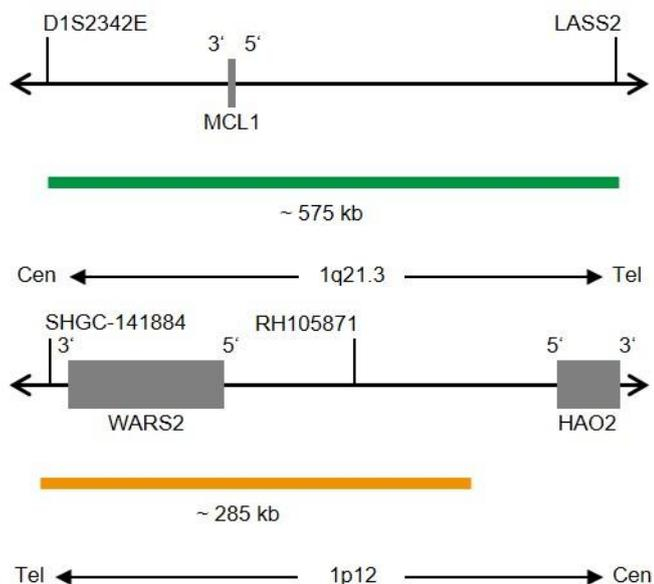 D1S2342E LASS2
3‘ 5‘
MCL1
~ 575 kb
Cen 1q21.3 Tel
SHGC-141884 RH105871
3‘ 5‘ 5‘ 3‘
WARS2 HAO2
~ 285 kb
Tel 1p12 Cen